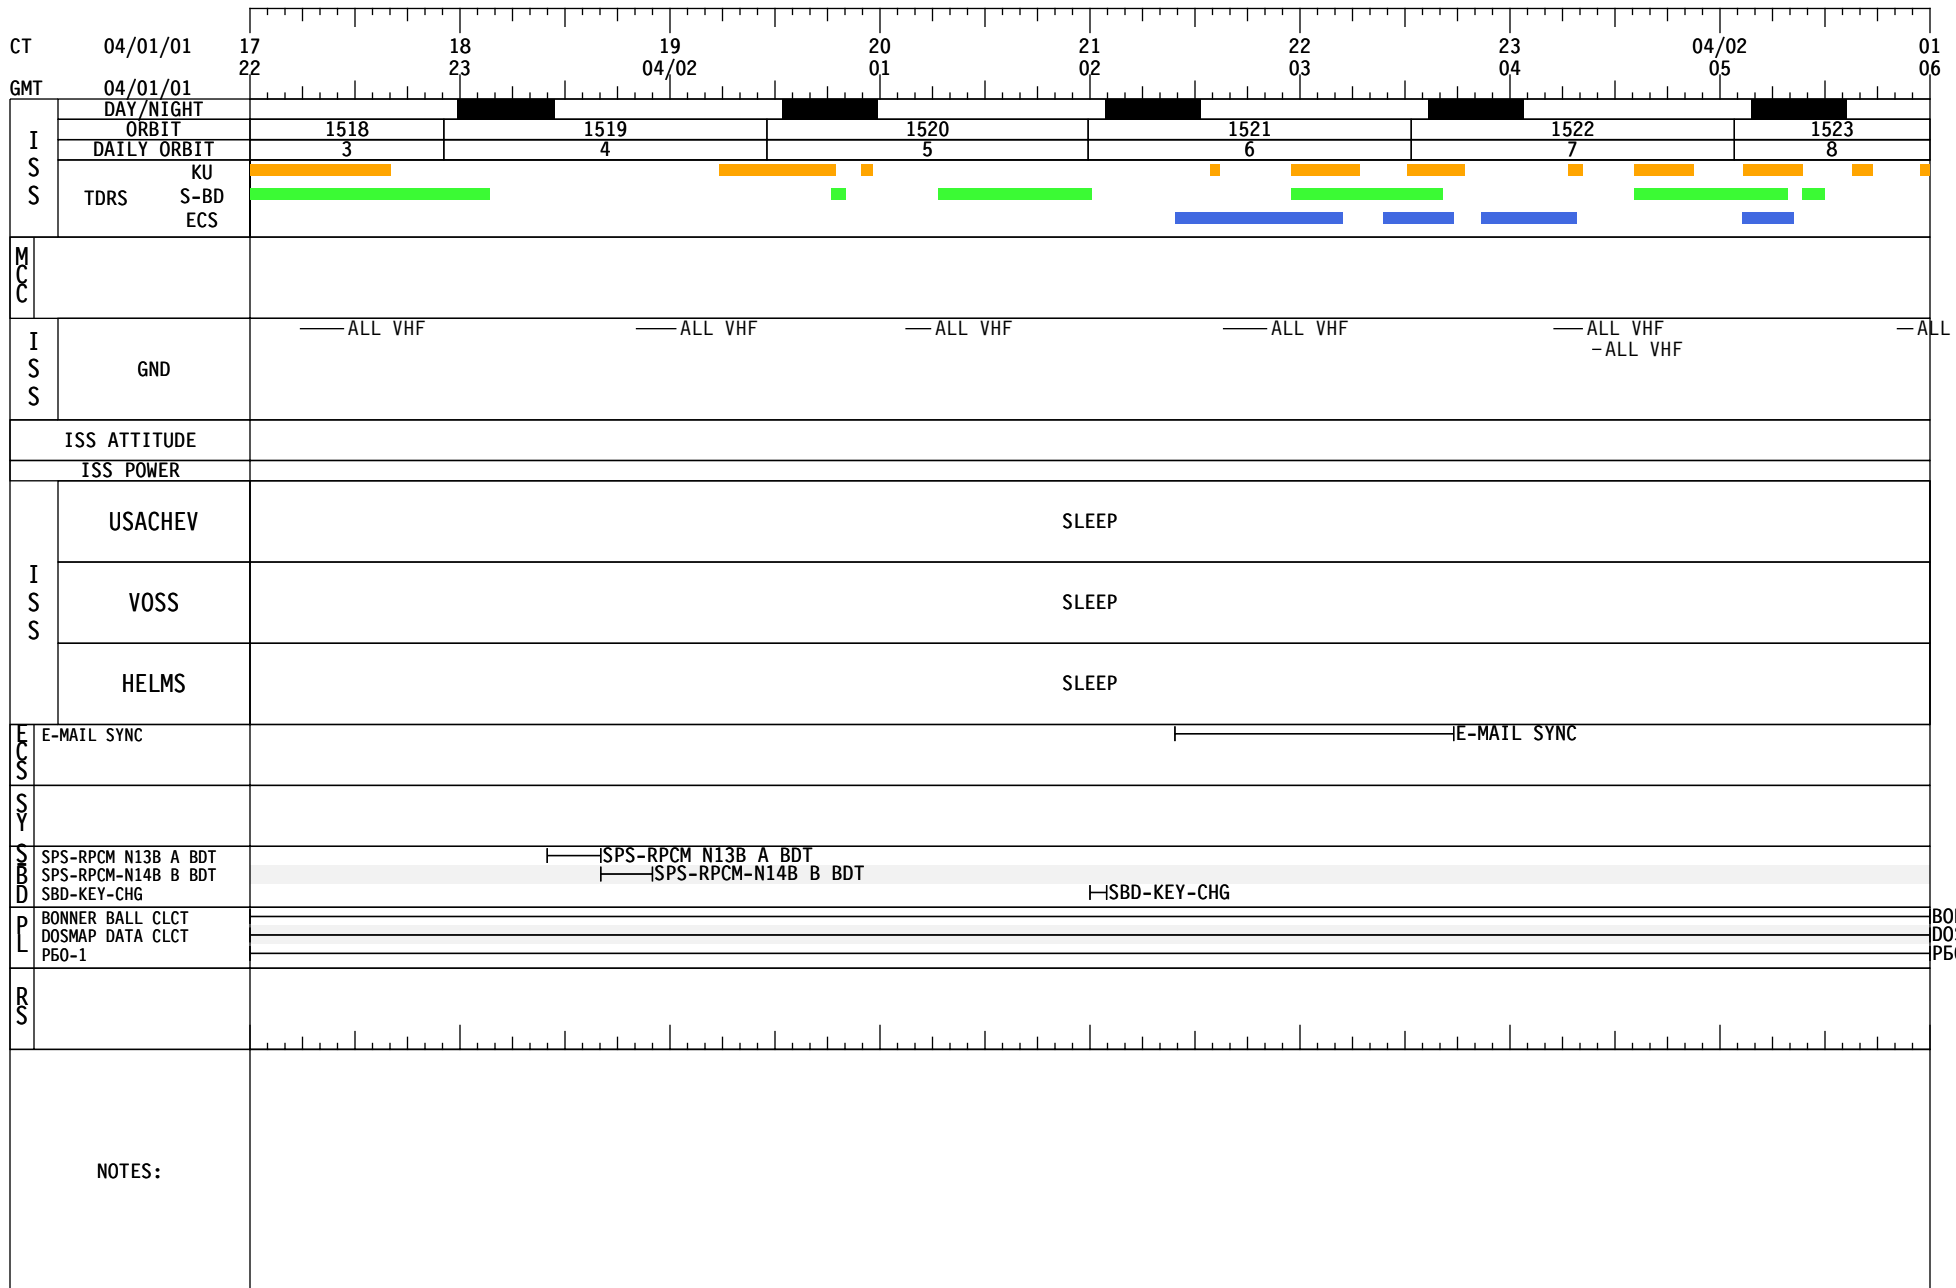 CT 04/01/01 17 18 19 20 21 22 23 04/02 01
22 23 04/02 01 02 03 04 05 06
GMT 04/01/01
ISS
DAY/NIGHT
ORBIT 1518 1519 1520 1521 1522 1523
DAILY ORBIT 3 4 5 6 7 8
TDRS
KU
S-BD
ECS
MCC
ISS
GND
ALL VHF ALL VHF ALL VHF ALL VHF ALL VHF ALL
ALL VHF
ISS ATTITUDE
ISS POWER
ISS
USACHEV SLEEP
VOSS SLEEP
HELMS SLEEP
ECS
E-MAIL SYNC E-MAIL SYNC
SY
SBD
SPS-RPCM N13B A BDT SPS-RPCM N13B A BDT
SPS-RPCM-N14B B BDT SPS-RPCM-N14B B BDT
SBD-KEY-CHG SBD-KEY-CHG
PL
BONNER BALL CLCT
DOSMAP DATA CLCT
РБО-1
RS
NOTES: